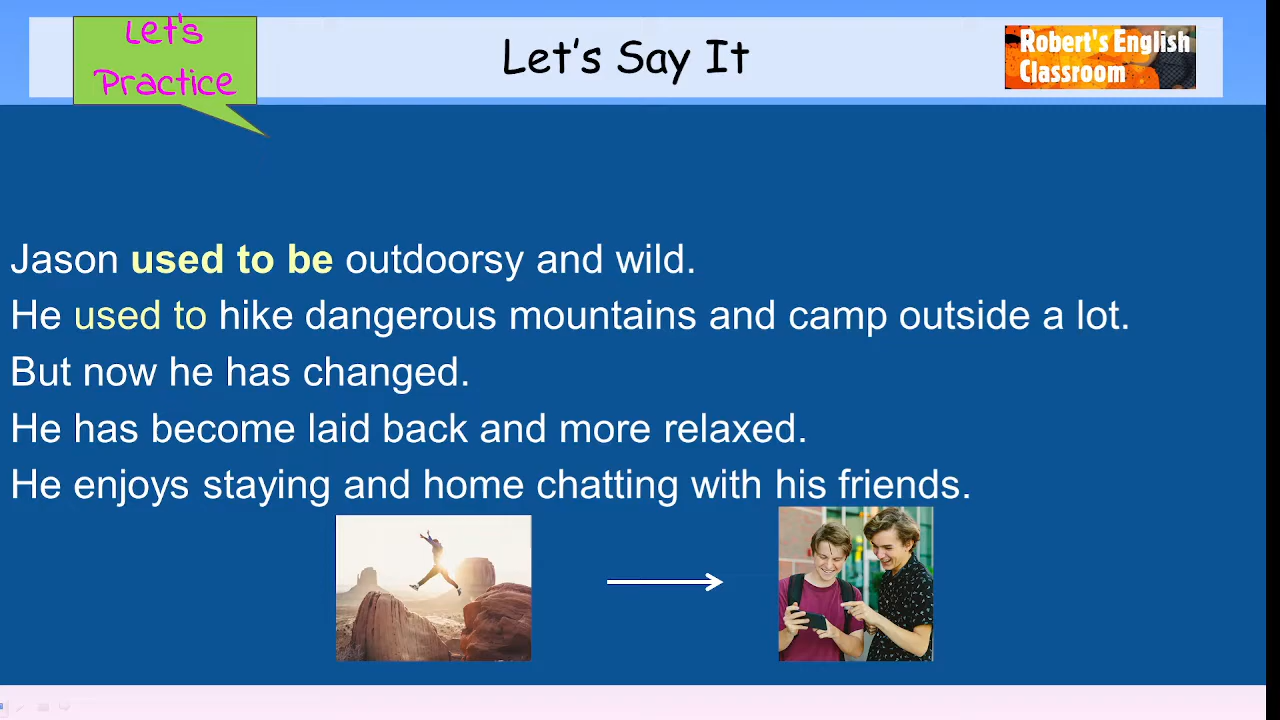 Let's
Practice
Let's Say It
Robert's English
Classroom
Jason used to be outdoorsy and wild.
He used to hike dangerous mountains and camp outside a lot.
But now he has changed.
He has become laid back and more relaxed.
He enjoys staying and home chatting with his friends.